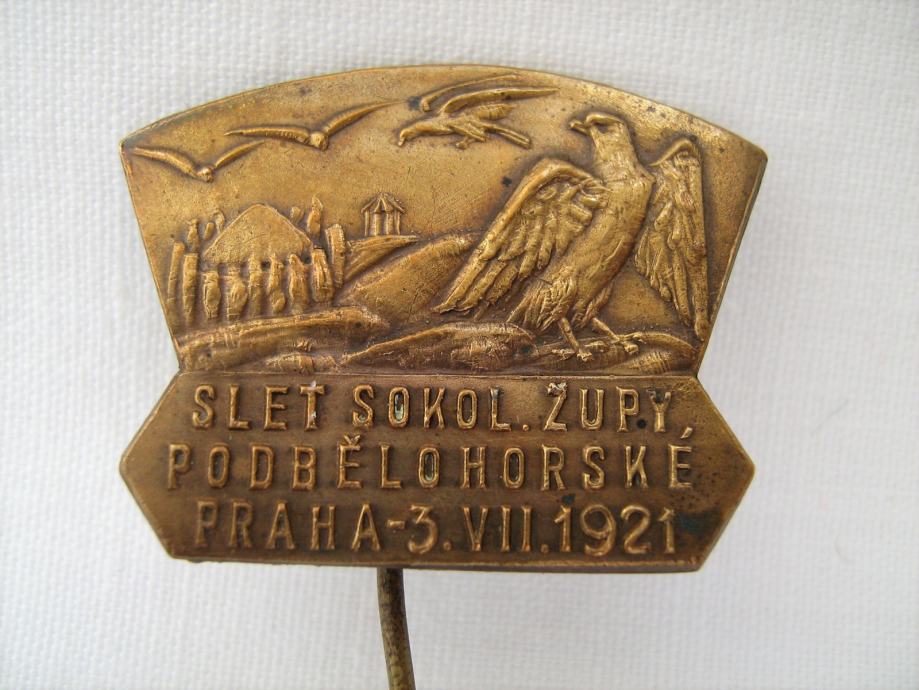 SLET SOKOL. ŽUPY
PODBĚLOHORSKÉ
PRAHA-3.VII.1921